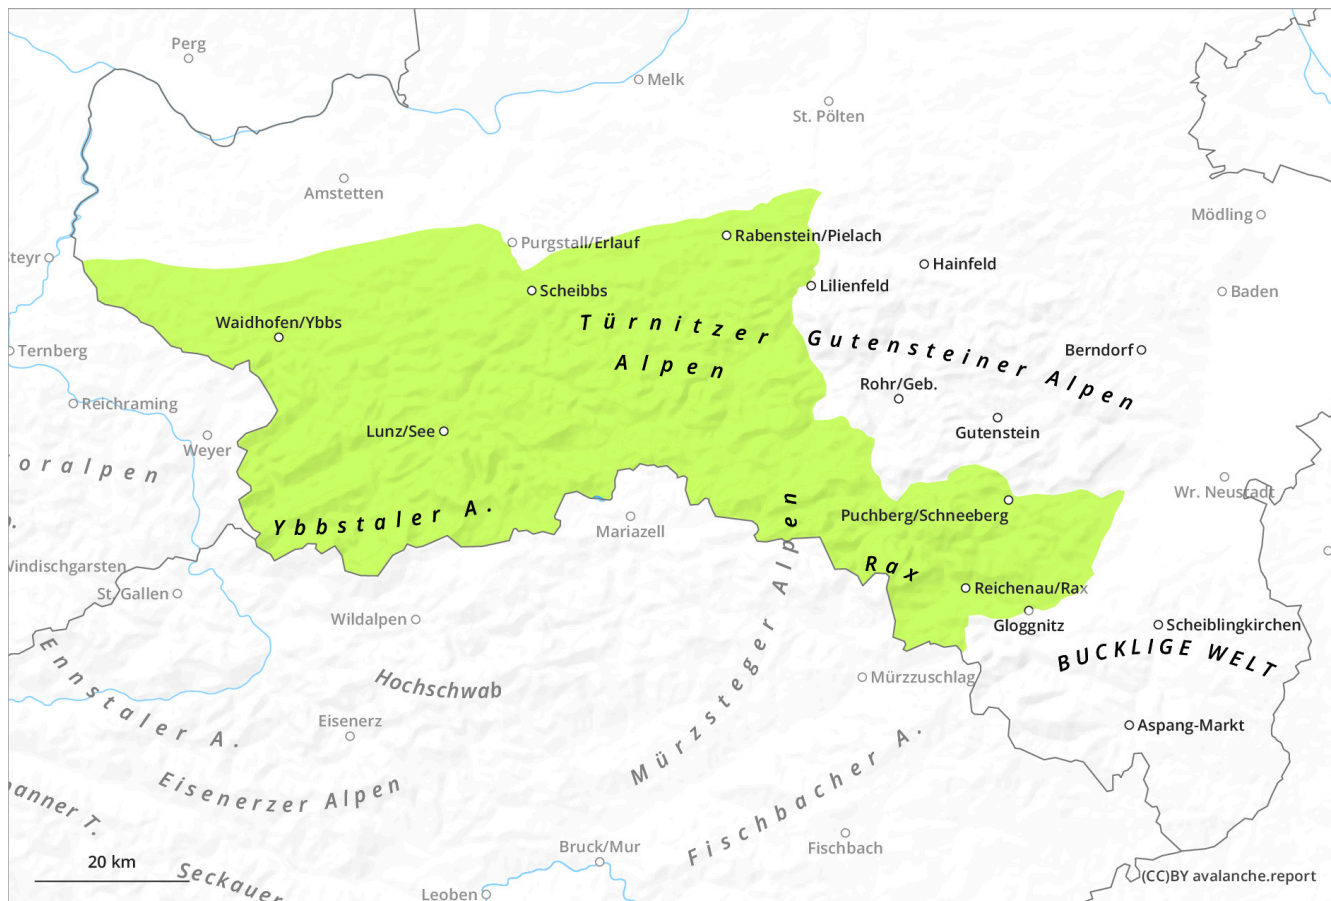 Perg
Melk
St. Pölten
Amstetten
Mödling
Rabenstein/Pielach
Purgstall/Erlauf
Steyr
Hainfeld
Lilienfeld
Scheibbs
Baden
Waidhofen/Ybbs
Türnitzer
Alpen
Gutensteiner Alpen
Ternberg
Berndorf
Rohr/Geb.
Reichraming
Lunz/See
Gutenstein
Weyer
oralpen
Wr. Neustadt
Ybbstaler A.
Puchberg/Schneeberg
Mariazell
Windischgarsten
Rax
St. Gallen
Reichenau/Rax
Wildalpen
Gloggnitz
Scheiblingkirchen
BUCKLIGE WELT
Ennstaler A.
Hochschwab
Mürzsteger Alpen
Mürzzuschlag
Eisenerz
Aspang-Markt
Eisenerzer Alpen
Fischbacher A.
anner T.
Bruck/Mur
Fischbach
20 km
Seckauer
Leoben
(CC)BY avalanche.report